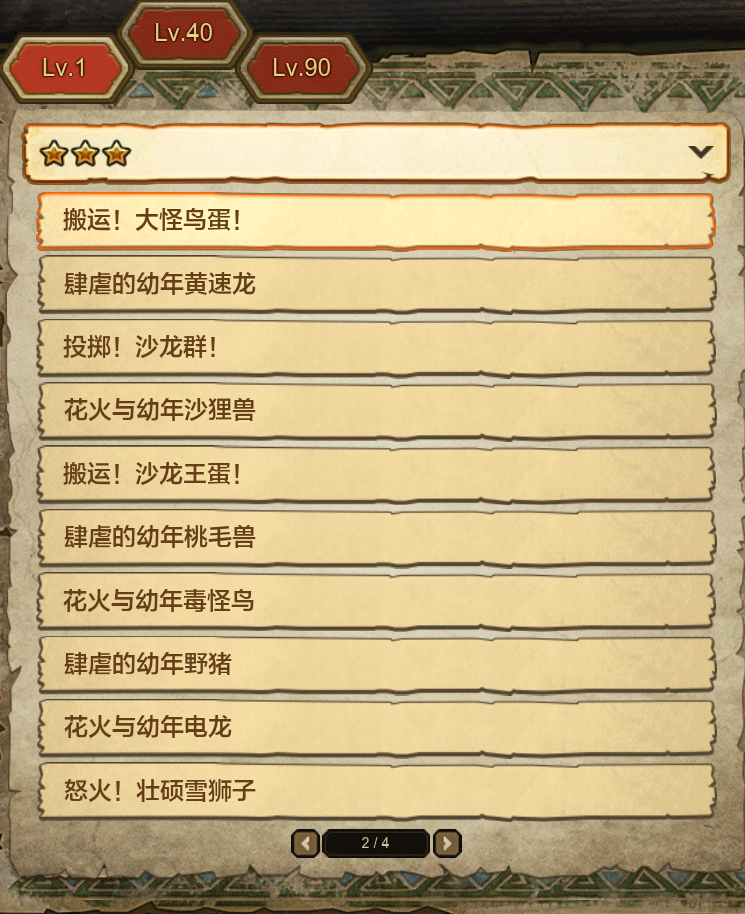 Lv.1
Lv.40
Lv.90
搬运！大怪鸟蛋！
肆虐的幼年黄速龙
投掷！沙龙群！
花火与幼年沙狸兽
搬运！沙龙王蛋！
肆虐的幼年桃毛兽
花火与幼年毒怪鸟
肆虐的幼年野猪
花火与幼年电龙
怒火！壮硕雪狮子
2 / 4